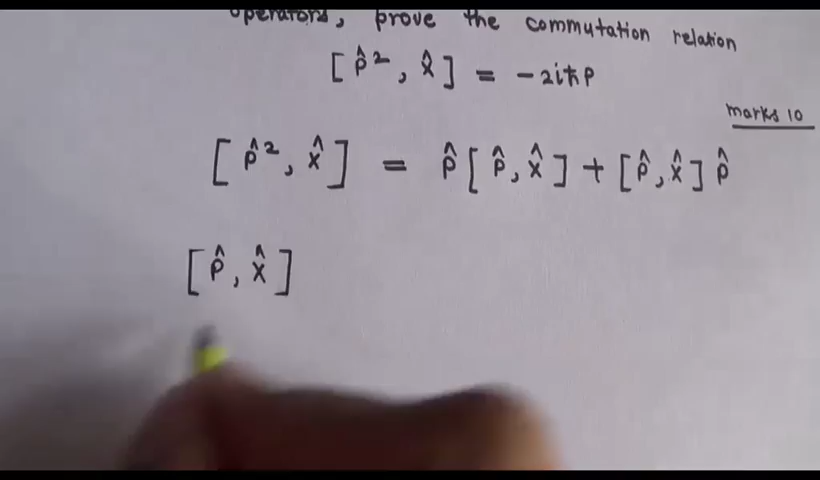 operators, prove the commutation relation
[p̂², x̂] = -2iħp
marks 10
[p̂², x̂] = p̂[p̂, x̂] + [p̂, x̂]p̂
[p̂, x̂]